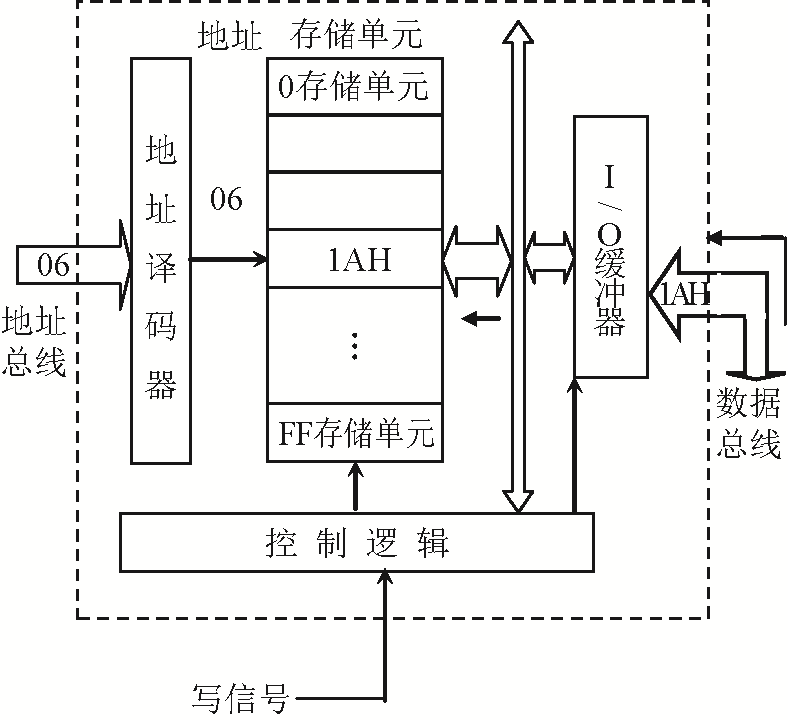 地址 存储单元
0存储单元
地址译码器
06
1AH
⋮
FF存储单元
I/O缓冲器
06
地址
总线
1AH
数据
总线
控制逻辑
写信号